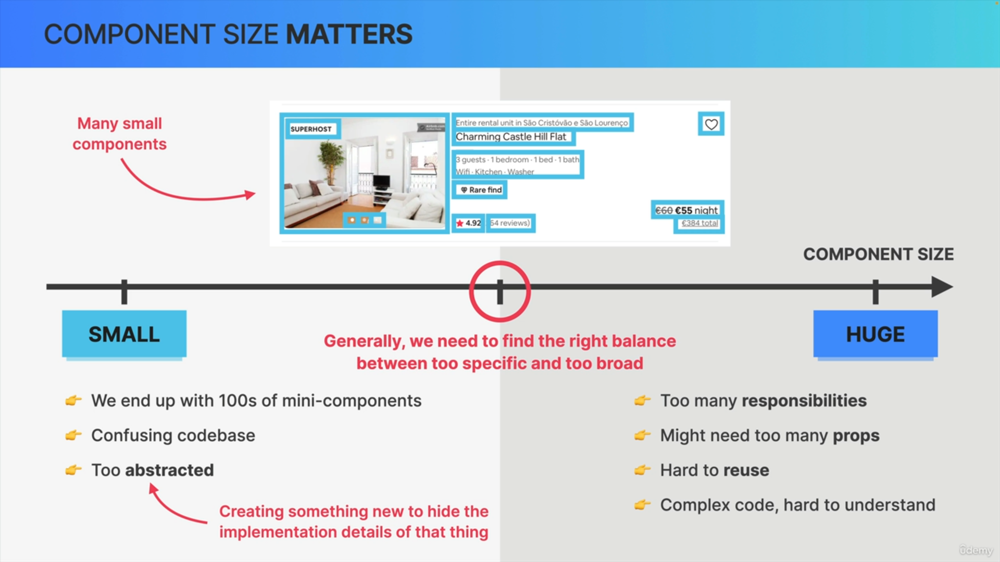 COMPONENT SIZE MATTERS
Many small
components
SUPERHOST
Entire rental unit in São Cristóvão e São Lourenço
Charming Castle Hill Flat
3 guests · 1 bedroom · 1 bed · 1 bath
Wifi · Kitchen · Washer
Rare find
4.92
64 reviews)
€60 €55 night
€384 total
COMPONENT SIZE
SMALL
HUGE
Generally, we need to find the right balance
between too specific and too broad
👉 We end up with 100s of mini-components
👉 Confusing codebase
👉 Too abstracted
Creating something new to hide the
implementation details of that thing
👉 Too many responsibilities
👉 Might need too many props
👉 Hard to reuse
👉 Complex code, hard to understand
ûdemy